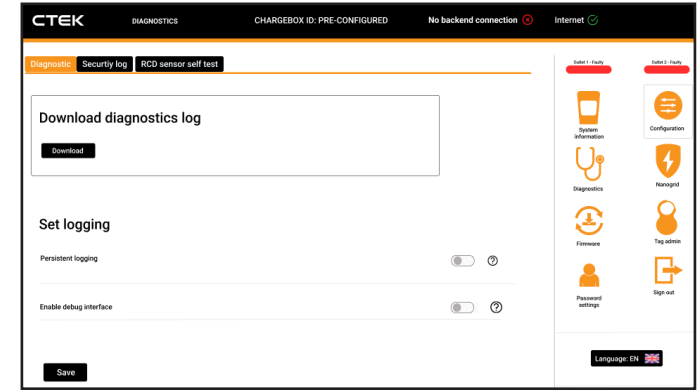 CTEK DIAGNOSTICS CHARGEBOX ID: PRE-CONFIGURED No backend connection Internet
Diagnostic Securtiy log RCD sensor self test
Outlet 1 - Faulty Outlet 2 - Faulty
Download diagnostics log
Download
System information Configuration
Diagnostics Nanogrid
Set logging
Firmware Tag admin
Persistent logging
Password settings Sign out
Enable debug interface
Language: EN
Save